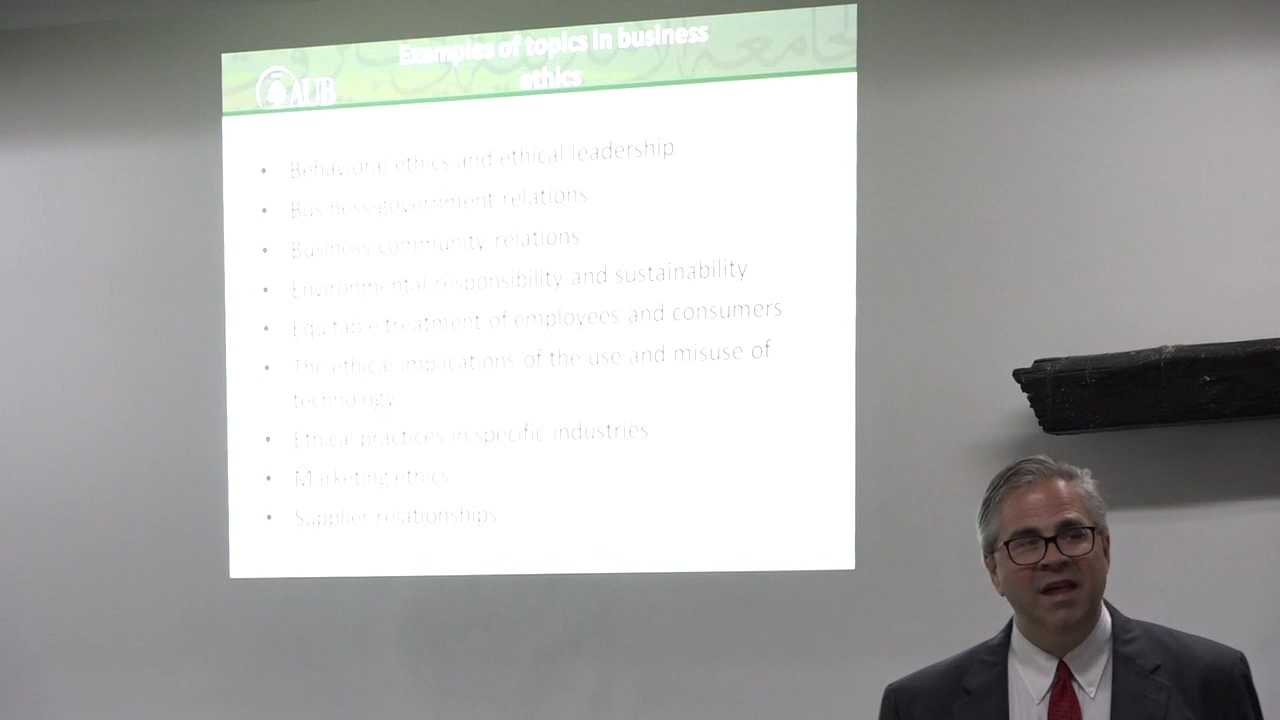 Examples of topics in business
ethics
AUB
• Behavioral ethics and ethical leadership
• Business-government relations
• Business-community relations
• Environmental responsibility and sustainability
• Equitable treatment of employees and consumers
• The ethical implications of the use and misuse of
technology
• Ethical practices in specific industries
• Marketing ethics
• Supplier relationships